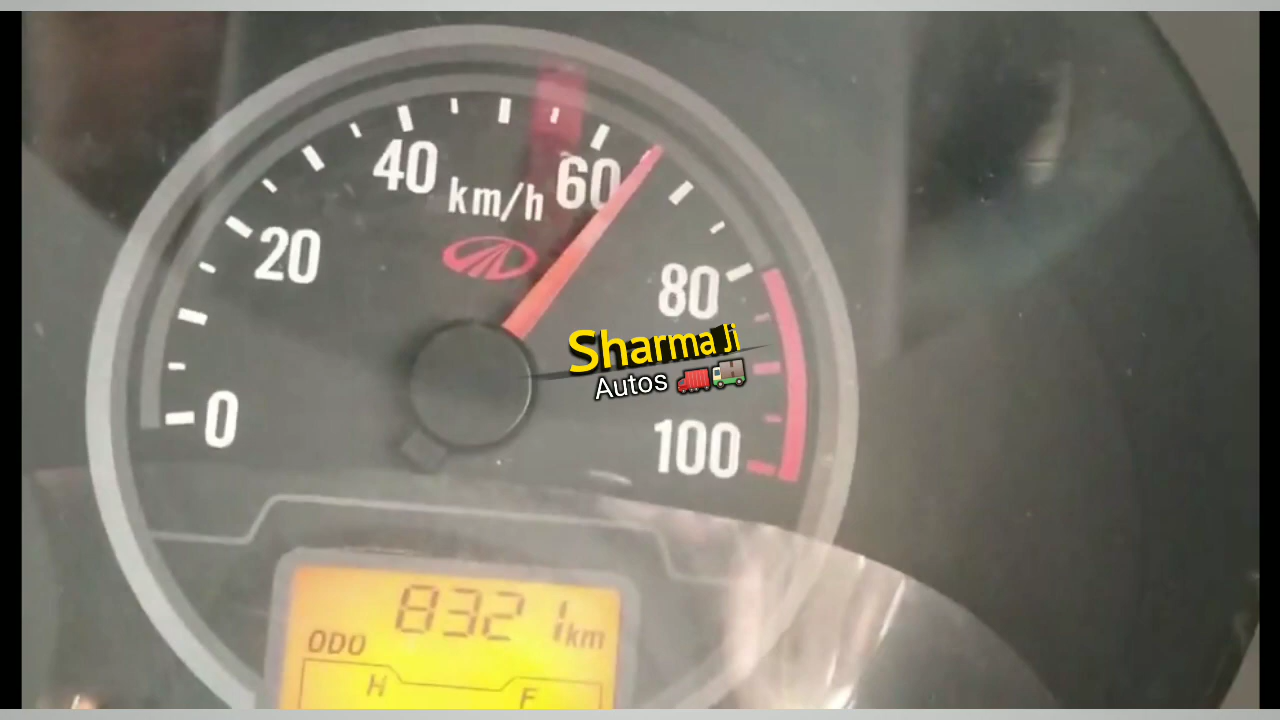 40
60
km/h
20
80
Sharma Ji
Autos 🚛🚚
0
100
8321 km
ODO
H F